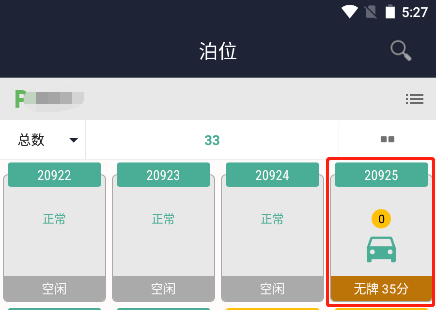 5:27
泊位
P
总数 33
20922 20923 20924 20925
正常 正常 正常 0
空闲 空闲 空闲 无牌 35分